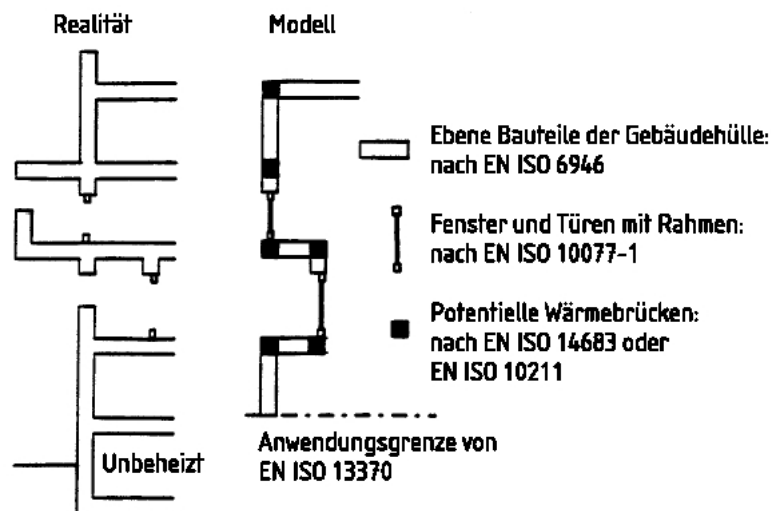 Realität
Modell
Ebene Bauteile der Gebäudehülle:
nach EN ISO 6946
Fenster und Türen mit Rahmen:
nach EN ISO 10077-1
Potentielle Wärmebrücken:
nach EN ISO 14683 oder
EN ISO 10211
Unbeheizt
Anwendungsgrenze von
EN ISO 13370